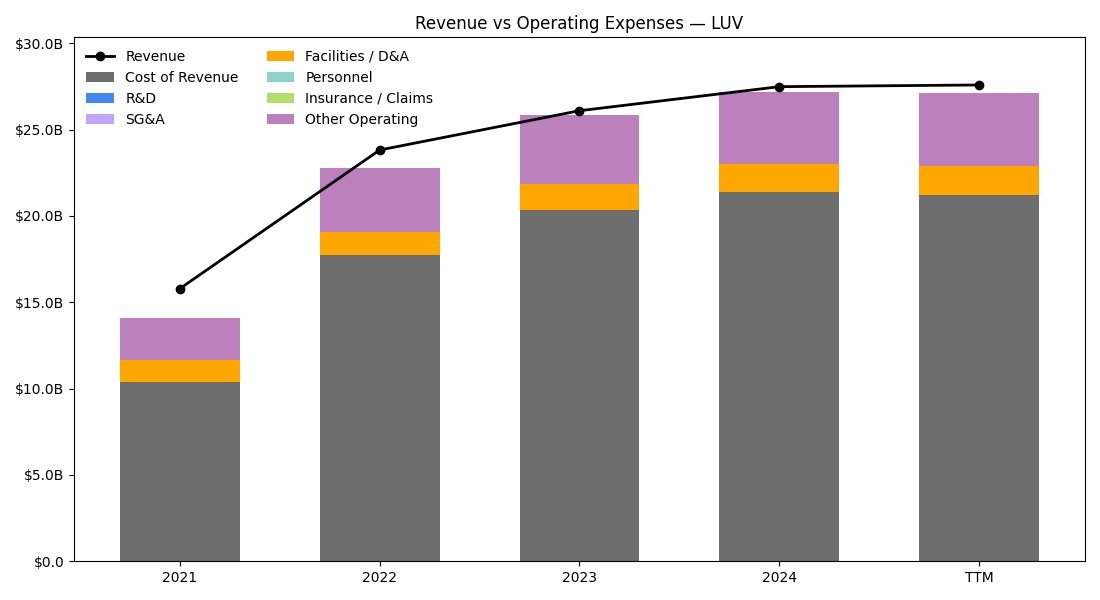 Revenue vs Operating Expenses — LUV
$30.0B
$25.0B
$20.0B
$15.0B
$10.0B
$5.0B
$0.0
Revenue
Cost of Revenue
R&D
SG&A
Facilities / D&A
Personnel
Insurance / Claims
Other Operating
2021
2022
2023
2024
TTM